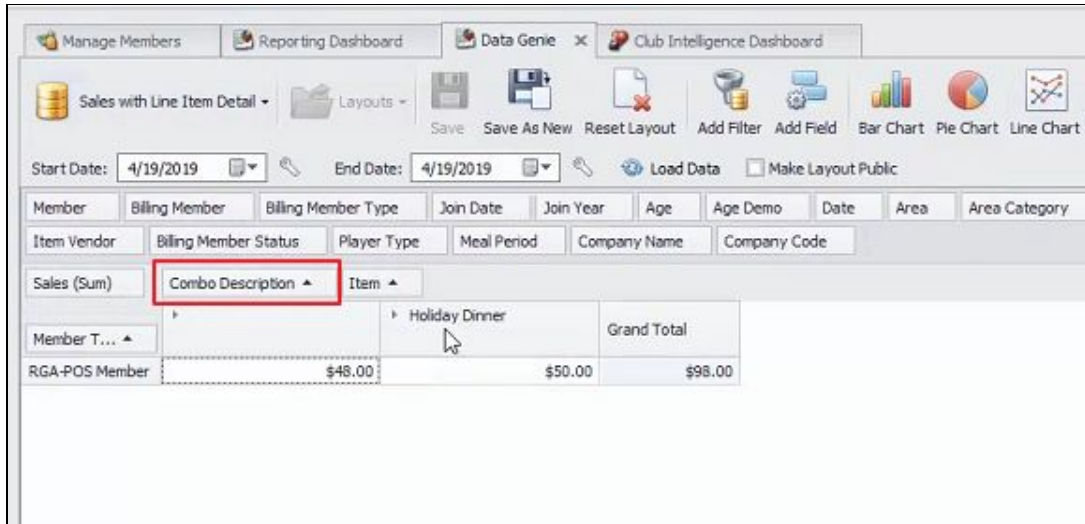 Manage Members Reporting Dashboard Data Genie Club Intelligence Dashboard
Sales with Line Item Detail Layouts Save Save As New Reset Layout Add Filter Add Field Bar Chart Pie Chart Line Chart
Start Date: 4/19/2019 End Date: 4/19/2019 Load Data Make Layout Public
Member Billing Member Billing Member Type Join Date Join Year Age Age Demo Date Area Area Category
Item Vendor Billing Member Status Player Type Meal Period Company Name Company Code
Sales (Sum) Combo Description Item
Holiday Dinner Grand Total
Member T...
RGA-POS Member $48.00 $50.00 $98.00